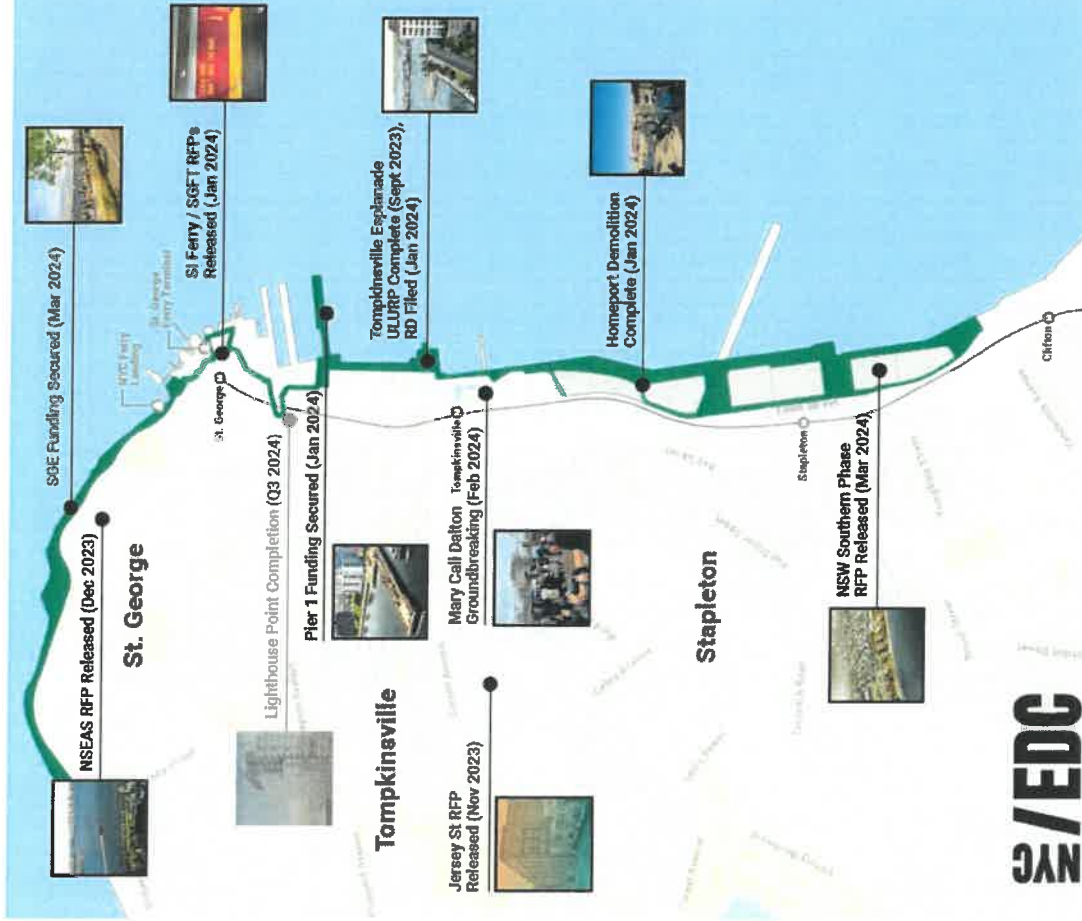 SGE Funding Secured (Mar 2024)
NSEAS RFP Released (Dec 2023)
St. George
NYC Ferry
Landing
St. George
Ferry Terminal
St. George
SI Ferry / SGFT RFPs
Released (Jan 2024)
Lighthouse Point Completion (Q3 2024)
Pier 1 Funding Secured (Jan 2024)
Tompkinsville Esplanade
ULURP Complete (Sept 2023),
RD Filed (Jan 2024)
Tompkinsville
Mary Cali Dalton
Groundbreaking (Feb 2024)
Tompkinsville
Jersey St RFP
Released (Nov 2023)
Homeport Demolition
Complete (Jan 2024)
Stapleton
Stapleton
NSW Southern Phase
RFP Released (Mar 2024)
Clifton
Bay Street
NYC/EDC